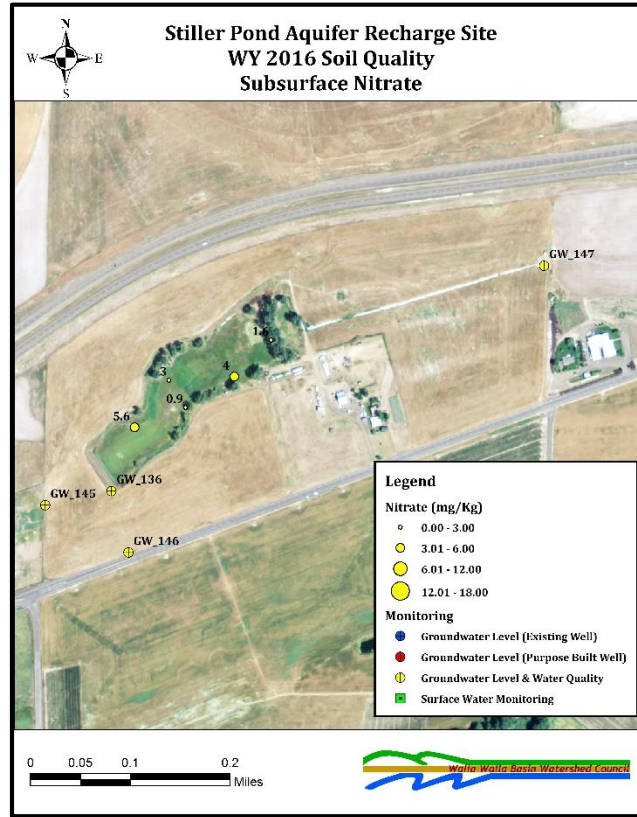 N
W E
S
Stiller Pond Aquifer Recharge Site
WY 2016 Soil Quality
Subsurface Nitrate
GW_147
1.6
4
3
0.9
5.6
GW_136
GW_145
GW_146
Legend
Nitrate (mg/Kg)
0.00 - 3.00
3.01 - 6.00
6.01 - 12.00
12.01 - 18.00
Monitoring
Groundwater Level (Existing Well)
Groundwater Level (Purpose Built Well)
Groundwater Level & Water Quality
Surface Water Monitoring
0 0.05 0.1 0.2
Miles
Walla Walla Basin Watershed Council